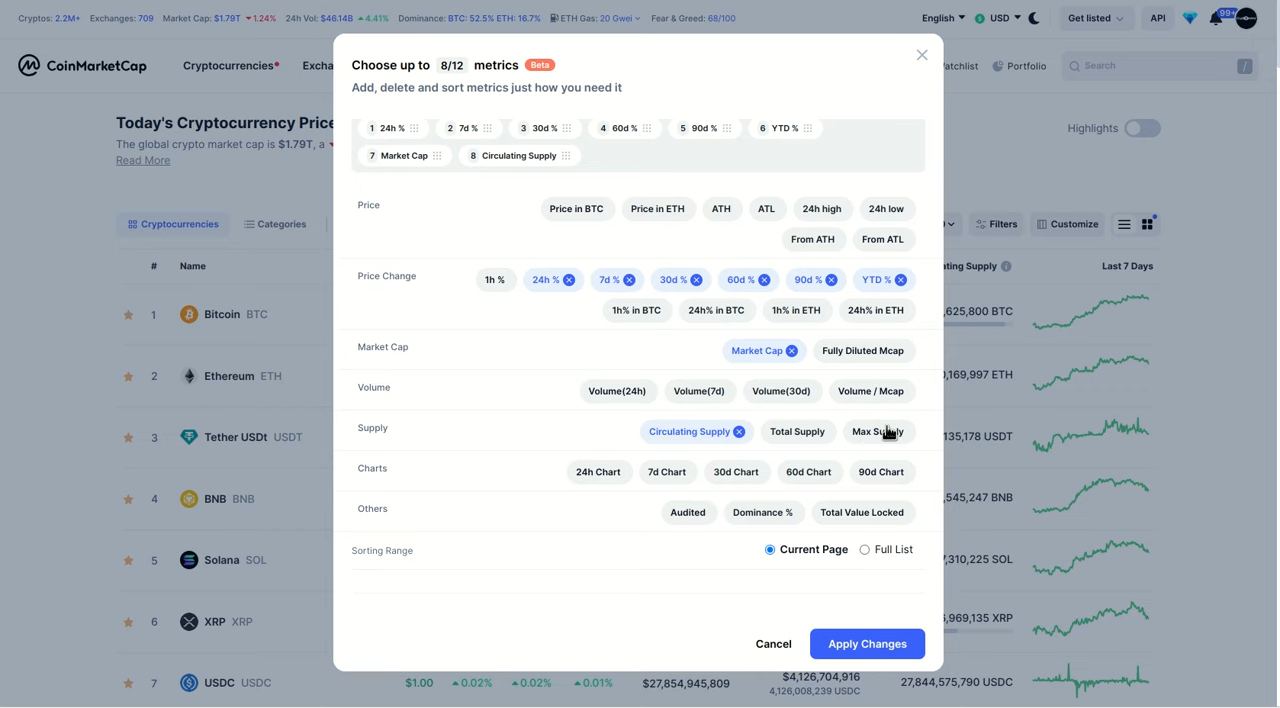 Cryptos: 2.2M+ Exchanges: 709 Market Cap: $1.79T 1.24% 24h Vol: $46.14B 4.41% Dominance: BTC: 52.5% ETH: 16.7% ETH Gas: 20 Gwei Fear & Greed: 68/100 English USD Get listed API 99+
CoinMarketCap Cryptocurrencies Excha Watchlist Portfolio Search /
Choose up to 8/12 metrics Beta
Add, delete and sort metrics just how you need it
Today's Cryptocurrency Price
The global crypto market cap is $1.79T, a
Read More
Highlights
1 24h % 2 7d % 3 30d % 4 60d % 5 90d % 6 YTD %
7 Market Cap 8 Circulating Supply
Price Price in BTC Price in ETH ATH ATL 24h high 24h low
From ATH From ATL
Cryptocurrencies Categories Filters Customize
Price Change 1h % 24h % 7d % 30d % 60d % 90d % YTD %
1h% in BTC 24h% in BTC 1h% in ETH 24h% in ETH
Market Cap Market Cap Fully Diluted Mcap
Volume Volume(24h) Volume(7d) Volume(30d) Volume / Mcap
Supply Circulating Supply Total Supply Max Supply
Charts 24h Chart 7d Chart 30d Chart 60d Chart 90d Chart
Others Audited Dominance % Total Value Locked
Sorting Range Current Page Full List
Cancel Apply Changes
# Name ating Supply Last 7 Days
1 Bitcoin BTC ,625,800 BTC
2 Ethereum ETH 0,169,997 ETH
3 Tether USDt USDT 135,178 USDT
4 BNB BNB ,545,247 BNB
5 Solana SOL 7,310,225 SOL
6 XRP XRP ,969,135 XRP
7 USDC USDC $1.00 0.02% 0.02% 0.01% $27,854,945,809 $4,126,704,916 27,844,575,790 USDC
4,126,008,239 USDC